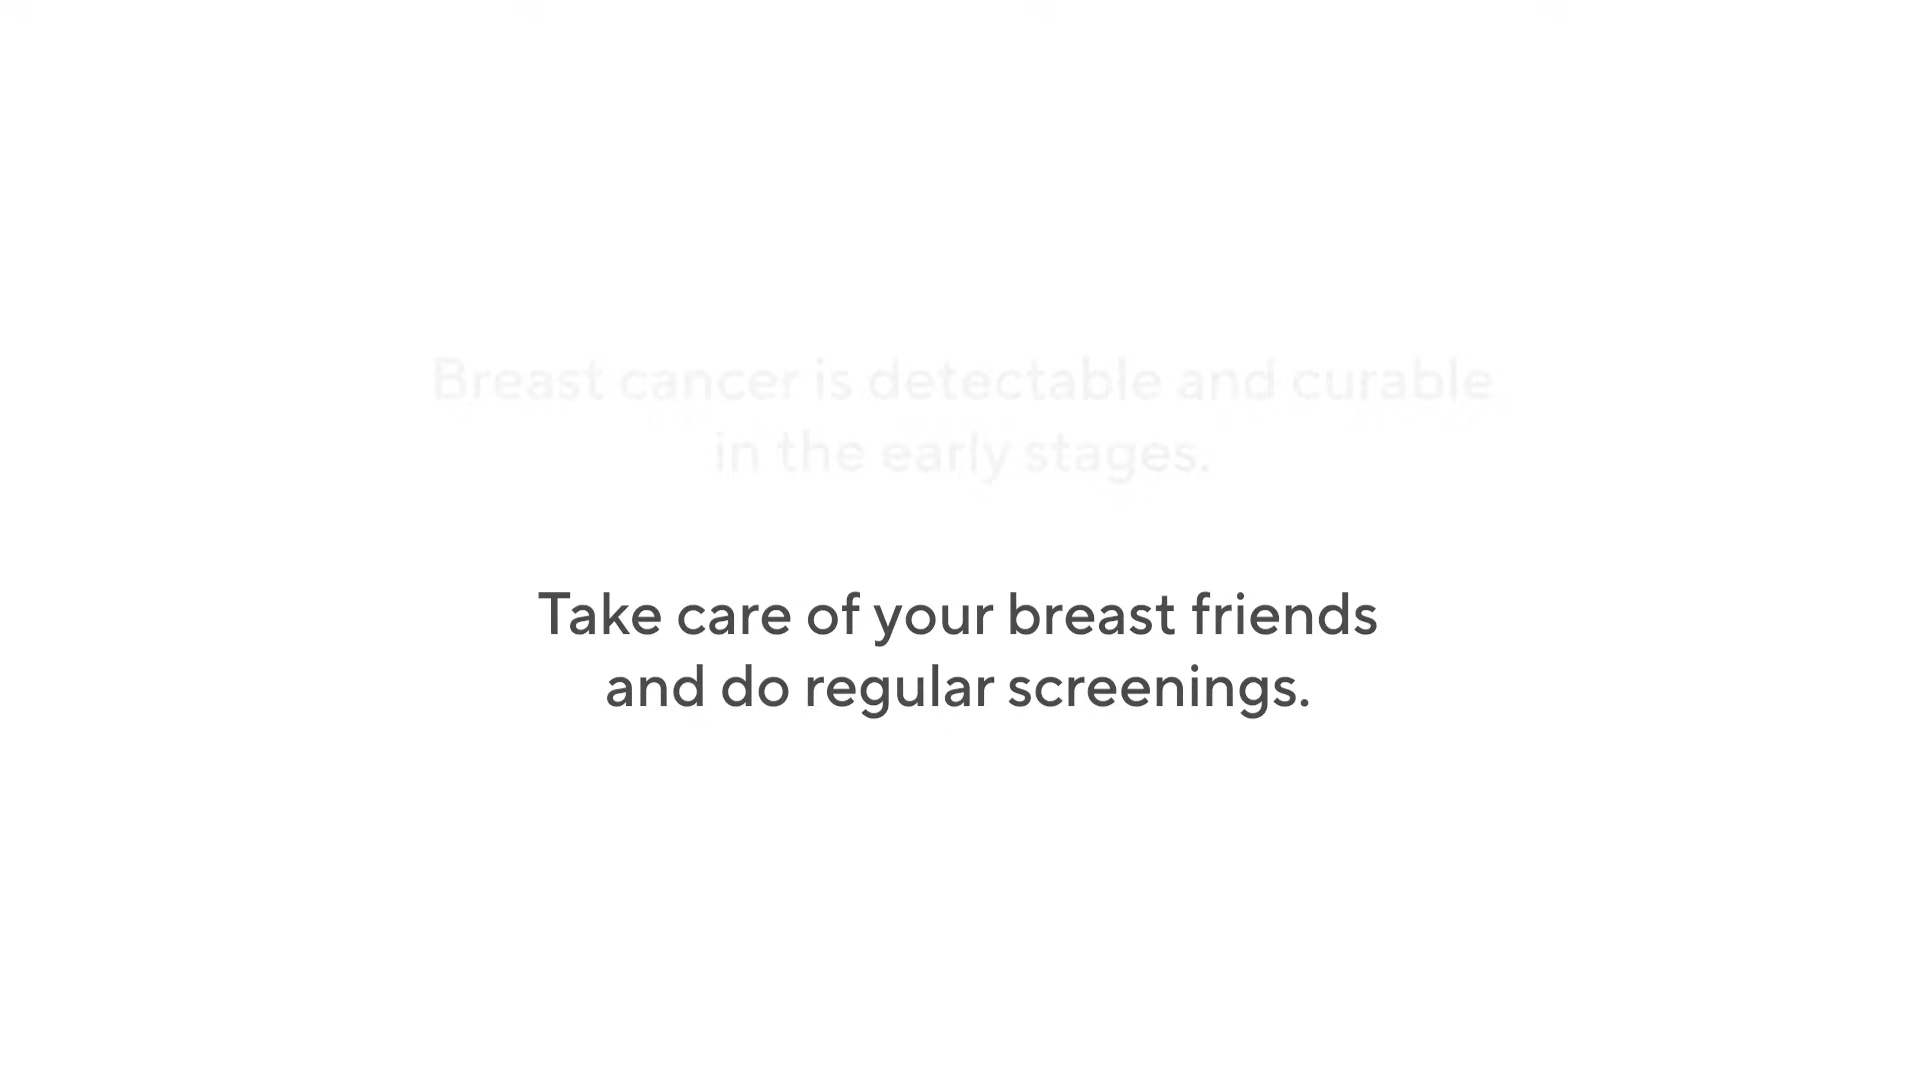 Breast cancer is detectable and curable
in the early stages.
Take care of your breast friends
and do regular screenings.